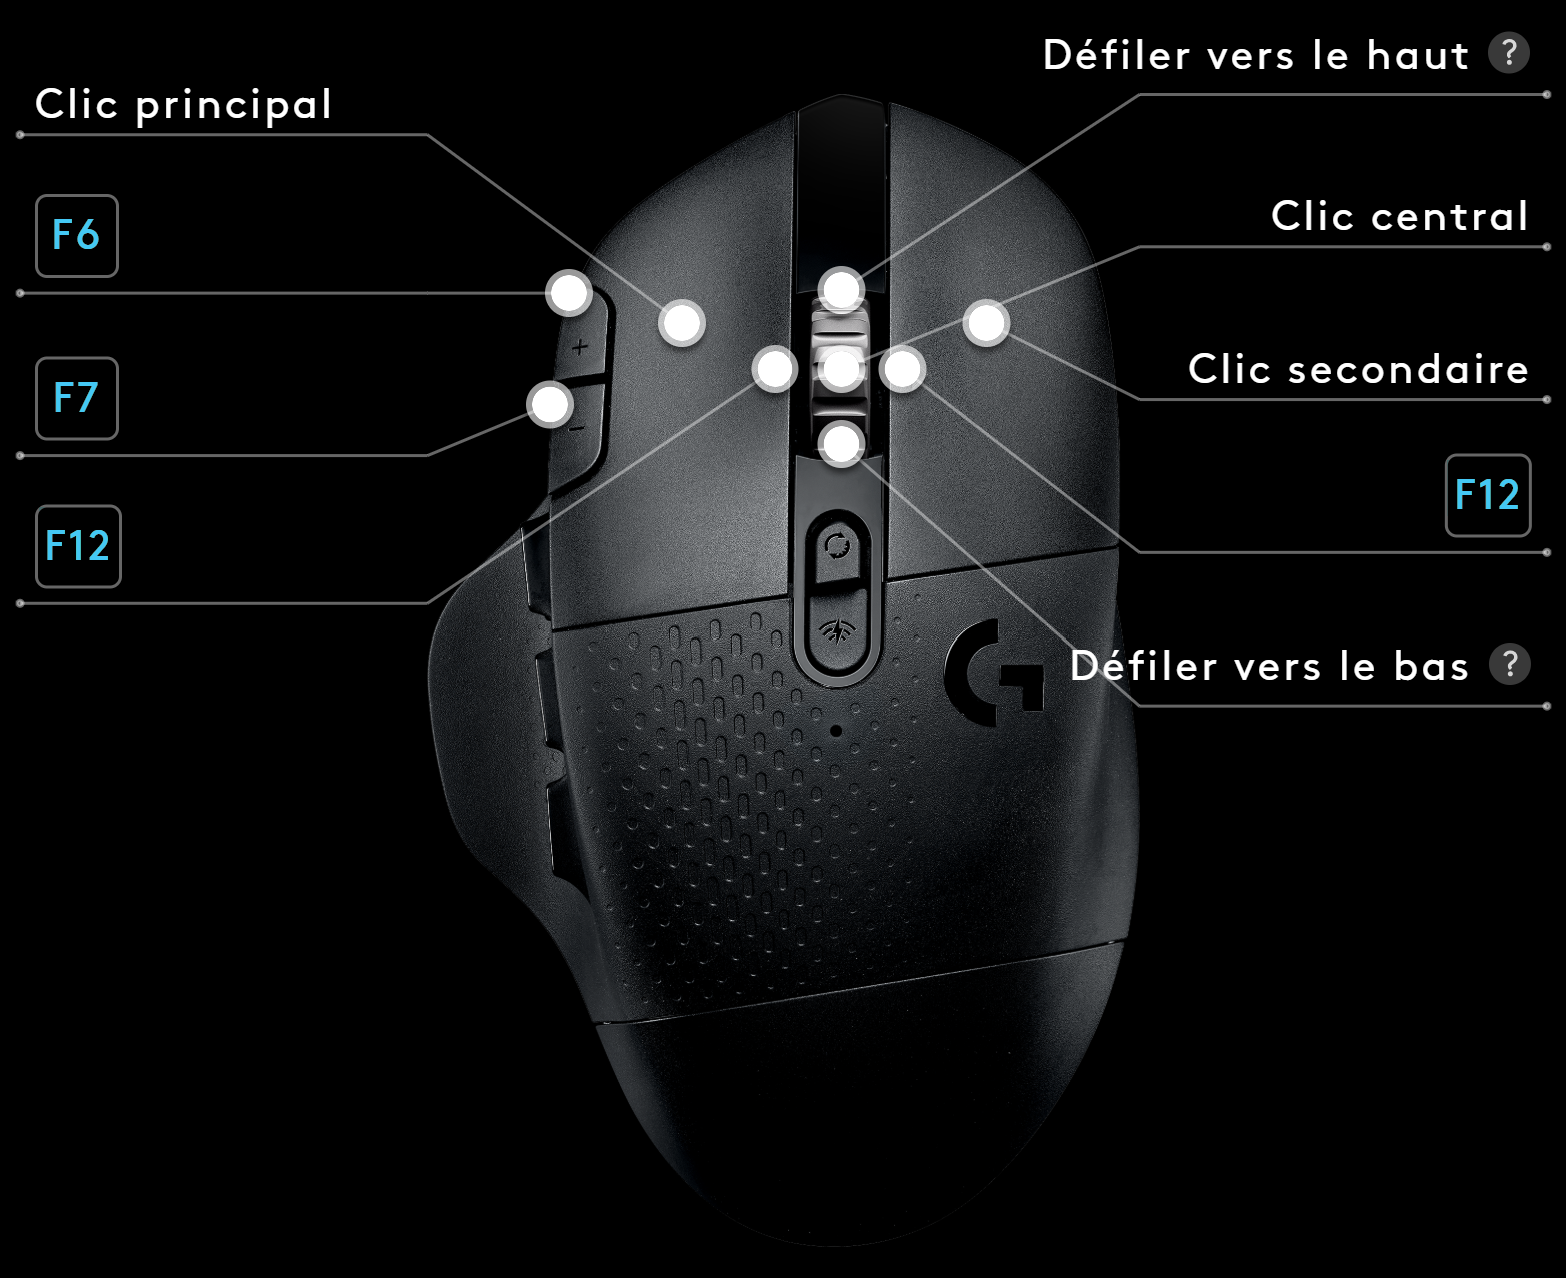 Clic principal
F6
F7
F12
Défiler vers le haut ?
Clic central
Clic secondaire
F12
Défiler vers le bas ?
+
−
G